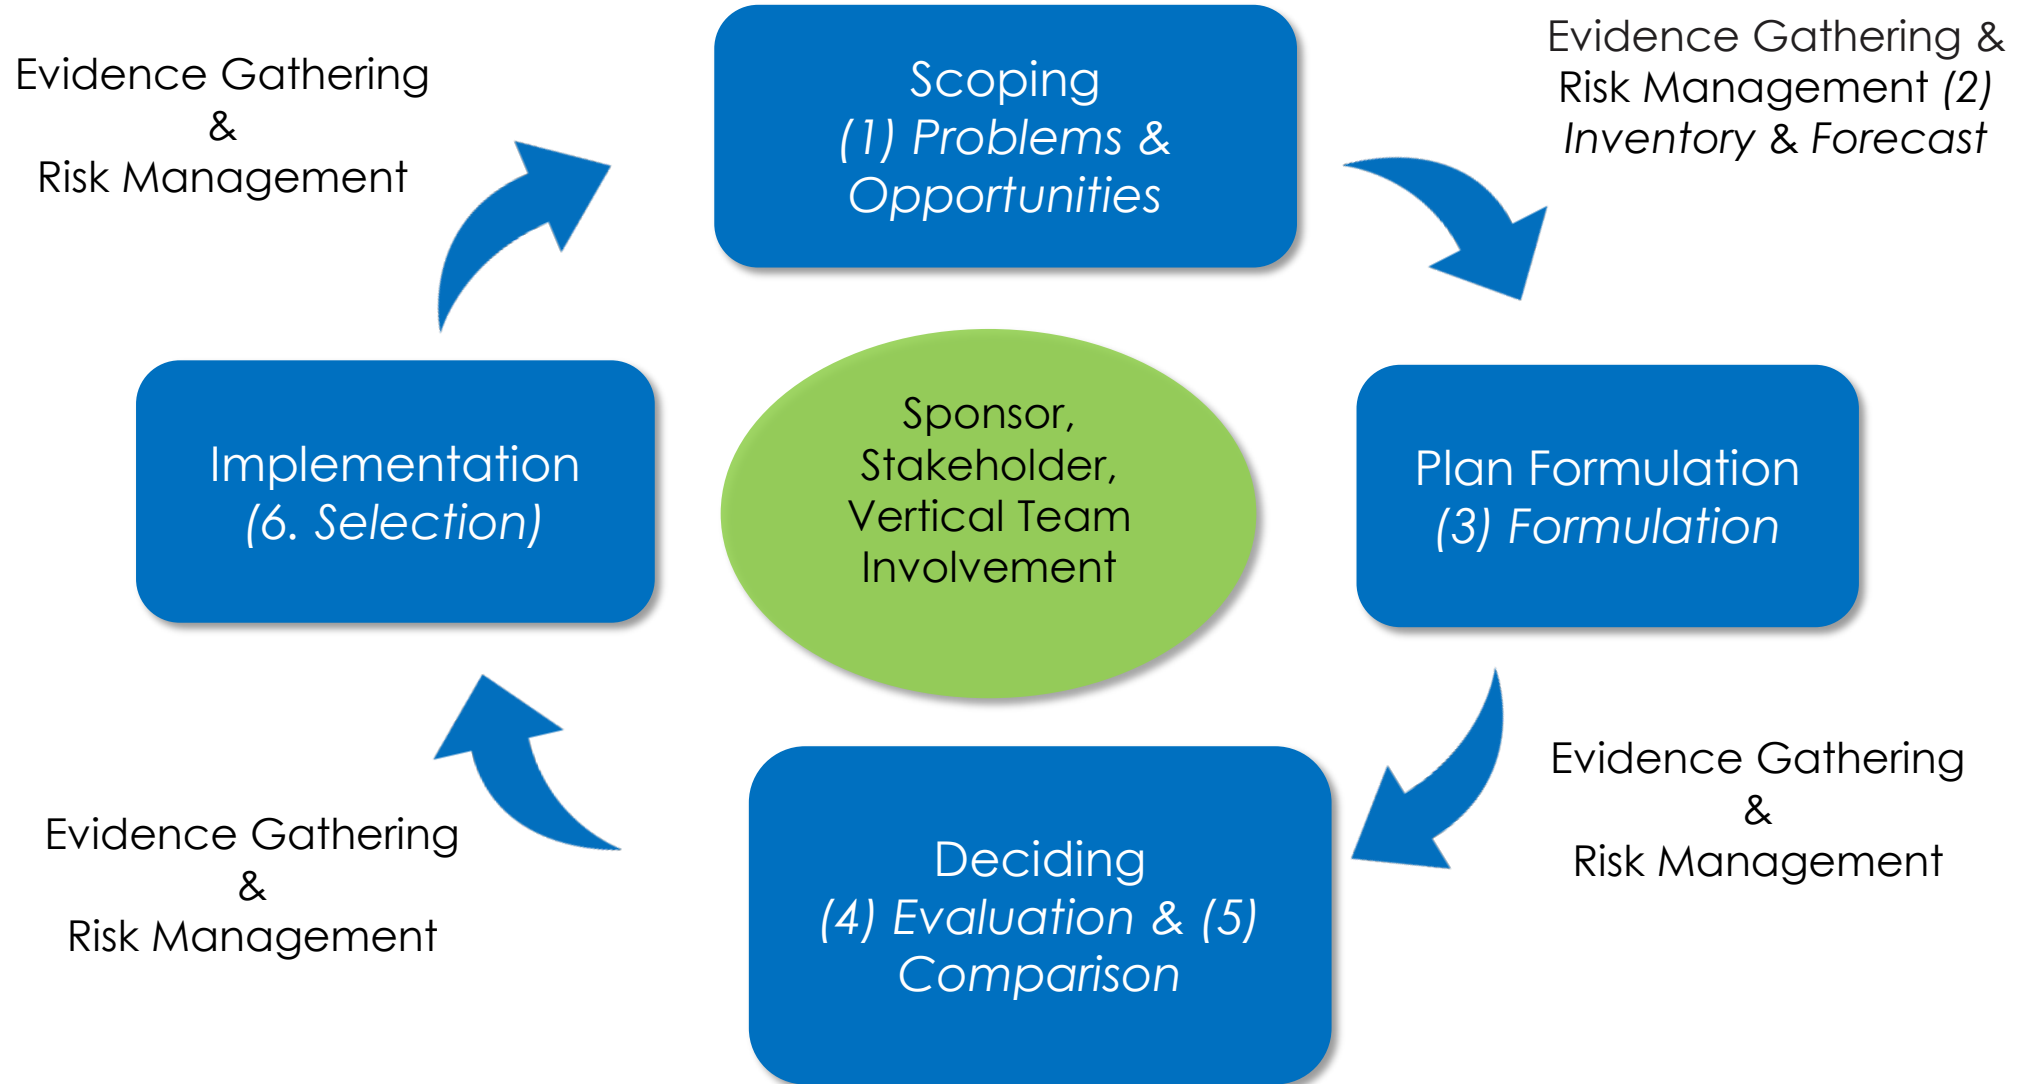 Evidence Gathering
&
Risk Management
Scoping
(1) Problems &
Opportunities
Evidence Gathering &
Risk Management (2)
Inventory & Forecast
Implementation
(6. Selection)
Sponsor,
Stakeholder,
Vertical Team
Involvement
Plan Formulation
(3) Formulation
Evidence Gathering
&
Risk Management
Deciding
(4) Evaluation & (5)
Comparison
Evidence Gathering
&
Risk Management